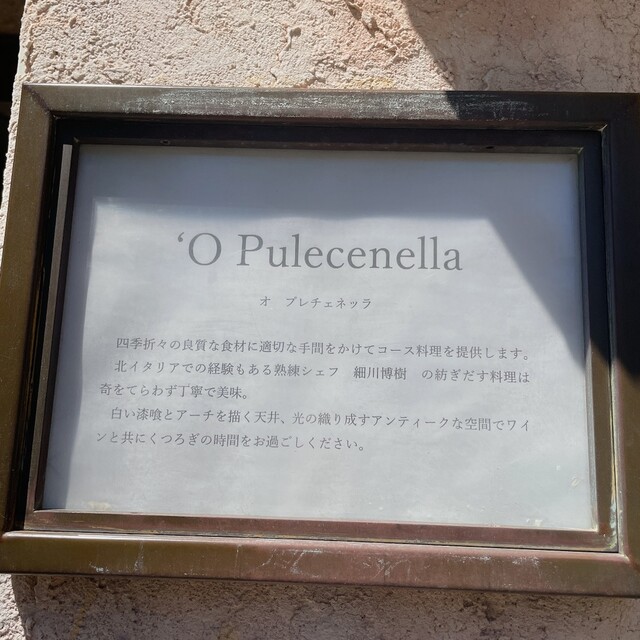 ‘O Pulecenella
オ プレチェネッラ
四季折々の良質な食材に適切な手間をかけてコース料理を提供します。
北イタリアでの経験もある熟練シェフ 細川博樹 の紡ぎだす料理は
奇をてらわず丁寧で美味。
白い漆喰とアーチを描く天井、光の織り成すアンティークな空間でワイ
ンと共にくつろぎの時間をお過ごしください。